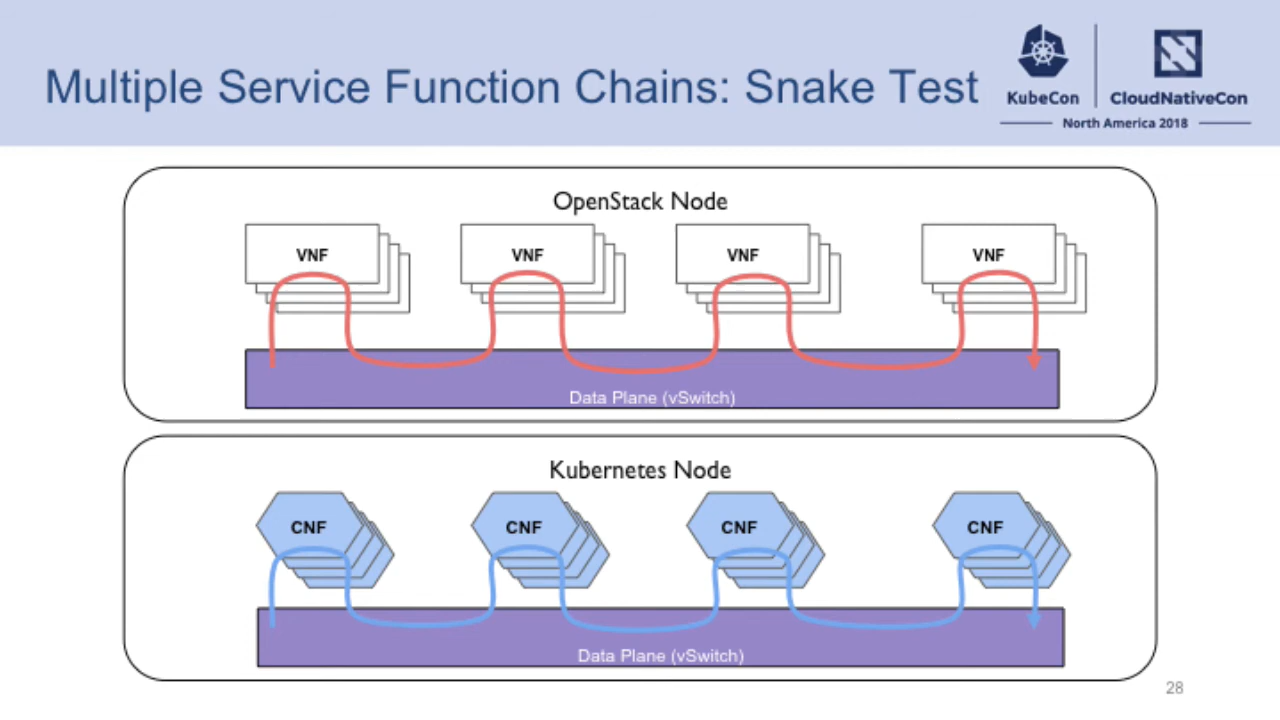 Multiple Service Function Chains: Snake Test
KubeCon
CloudNativeCon
North America 2018
OpenStack Node
VNF
VNF
VNF
VNF
Data Plane (vSwitch)
Kubernetes Node
CNF
CNF
CNF
CNF
Data Plane (vSwitch)
28